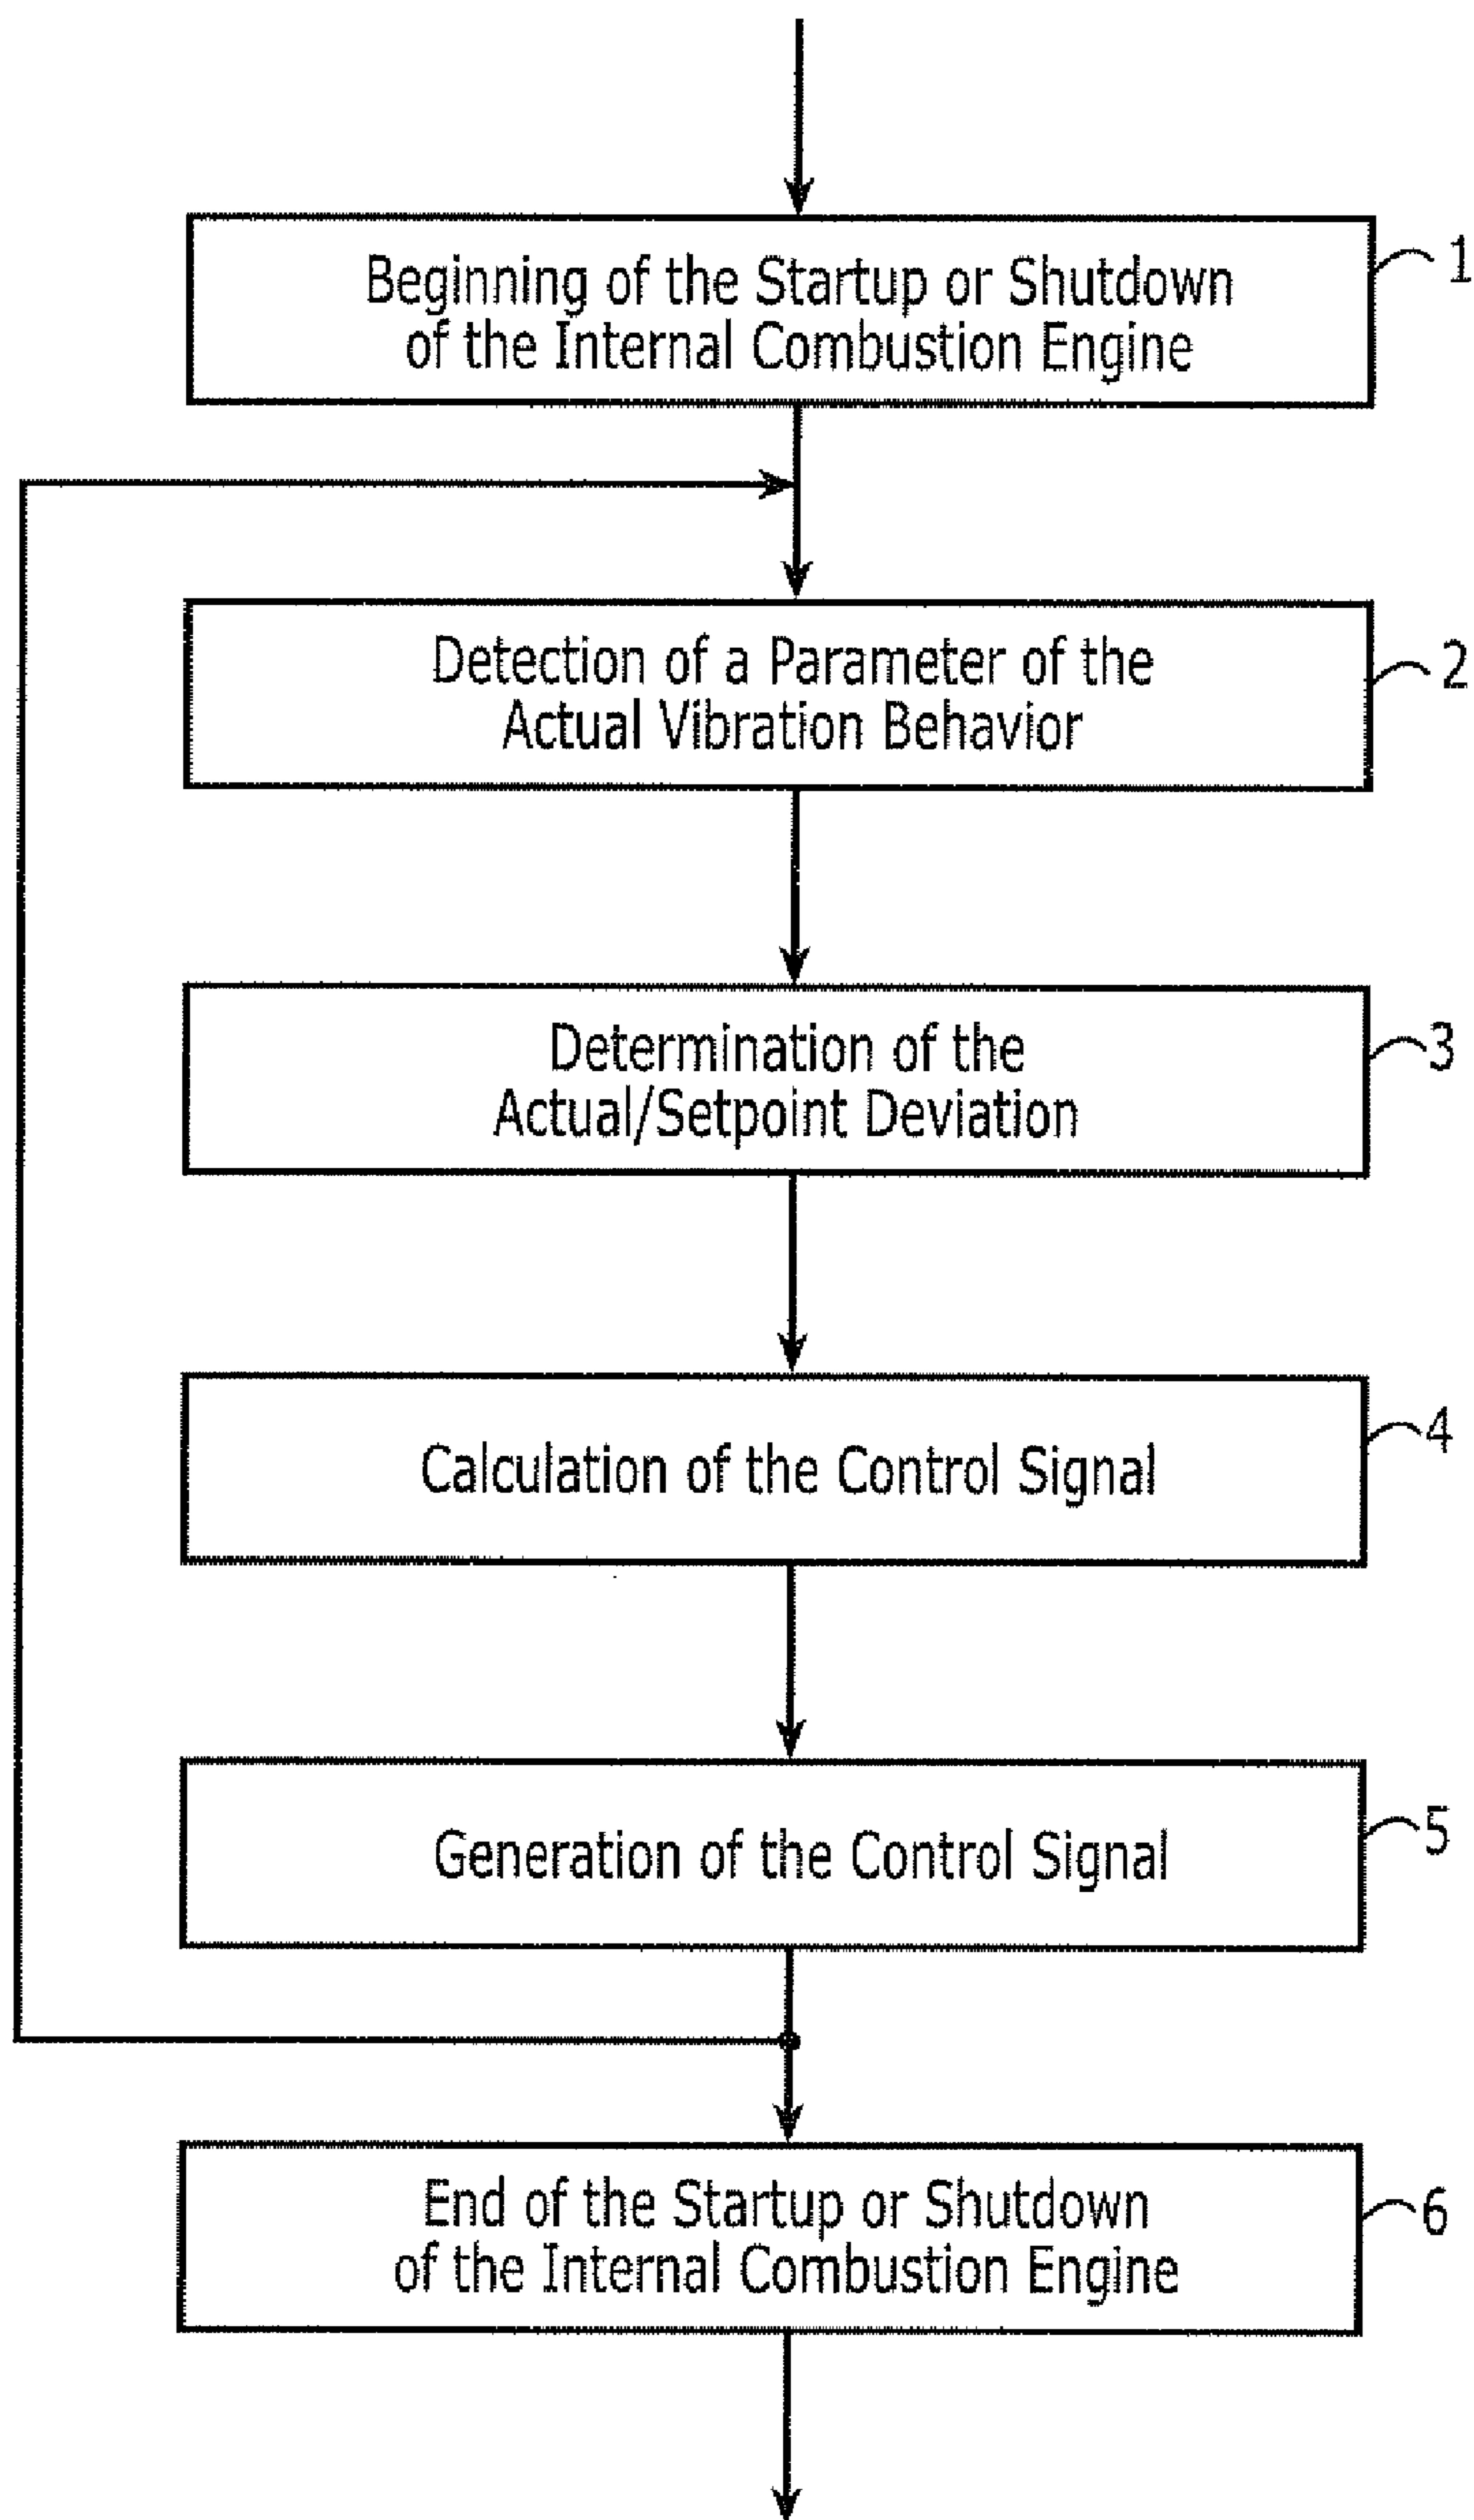 Beginning of the Startup or Shutdown
of the Internal Combustion Engine
1
Detection of a Parameter of the
Actual Vibration Behavior
2
Determination of the
Actual/Setpoint Deviation
3
Calculation of the Control Signal
4
Generation of the Control Signal
5
End of the Startup or Shutdown
of the Internal Combustion Engine
6